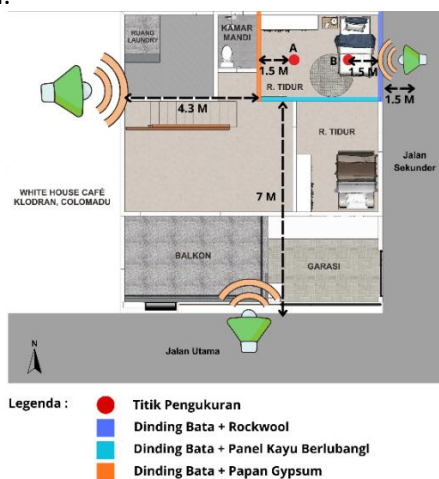 RUANG
LAUNDRY
KAMAR
MANDI
A
B
1.5 M
1.5 M
R. TIDUR
1.5 M
4.3 M
R. TIDUR
Jalan
Sekunder
WHITE HOUSE CAFÉ
KLODRAN, COLOMADU
7 M
BALKON
GARASI
N
Jalan Utama
Legenda :
Titik Pengukuran
Dinding Bata + Rockwool
Dinding Bata + Panel Kayu Berlubangl
Dinding Bata + Papan Gypsum